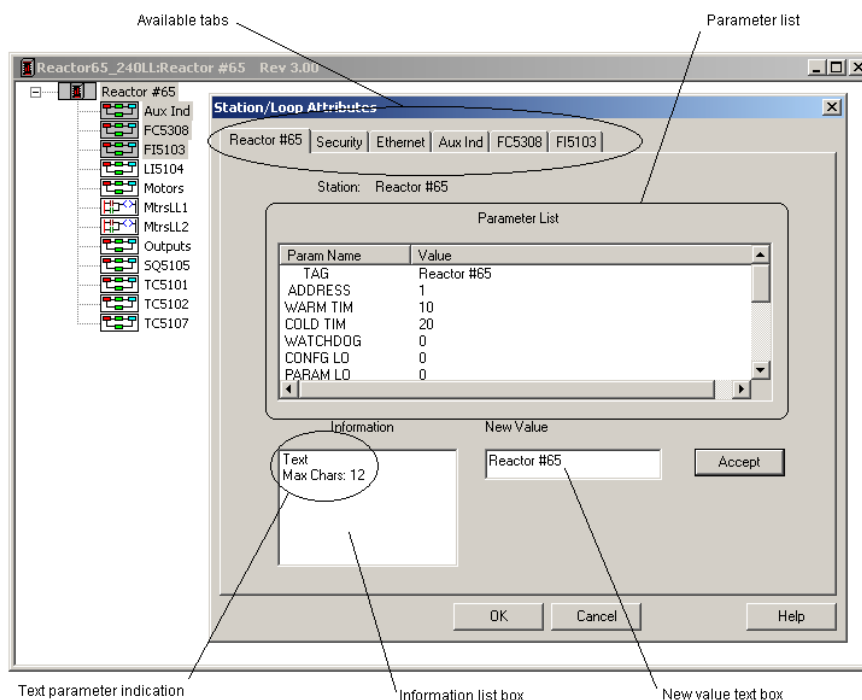 Available tabs
Parameter list
Reactor65_240LL:Reactor #65 Rev 3.00
Reactor #65
Aux Ind
FC5308
FI5103
LI5104
Motors
MtrsLL1
MtrsLL2
Outputs
SQ5105
TC5101
TC5102
TC5107
Station/Loop Attributes
Reactor #65 Security Ethernet Aux Ind FC5308 FI5103
Station: Reactor #65
Parameter List
Param Name Value
TAG Reactor #65
ADDRESS 1
WARM TIM 10
COLD TIM 20
WATCHDOG 0
CONFG LO 0
PARAM LO 0
Information New Value
Text
Max Chars: 12
Reactor #65
Accept
OK Cancel Help
Text parameter indication
Information list box
New value text box